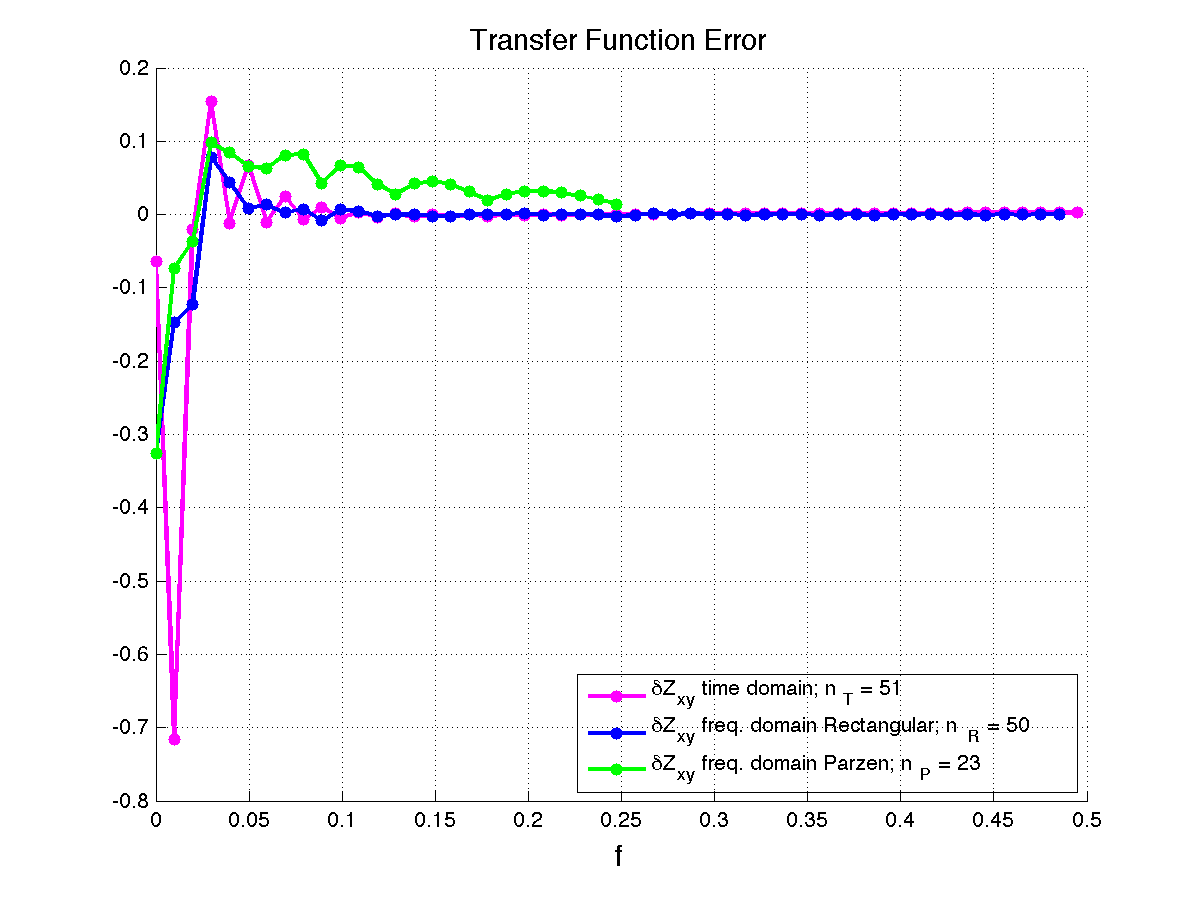 Transfer Function Error
0.2
0.1
0
-0.1
-0.2
-0.3
-0.4
-0.5
-0.6
-0.7
-0.8
δZxy time domain; n T = 51
δZxy freq. domain Rectangular; n R = 50
δZxy freq. domain Parzen; n P = 23
0 0.05 0.1 0.15 0.2 0.25 0.3 0.35 0.4 0.45 0.5
f